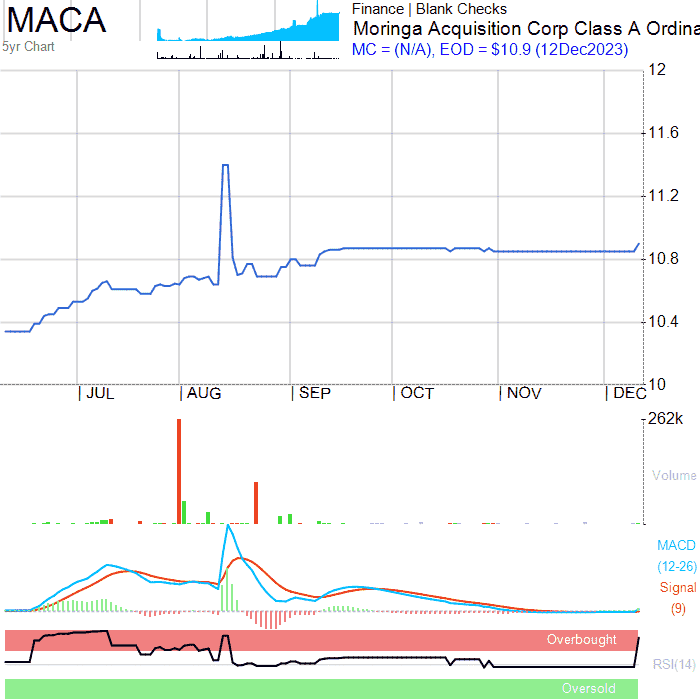 MACA
5yr Chart
Finance | Blank Checks
Moringa Acquisition Corp Class A Ordina
MC = (N/A), EOD = $10.9 (12Dec2023)
12
11.6
11.2
10.8
10.4
10
| JUL | AUG | SEP | OCT | NOV | DEC
262k
Volume
MACD
(12-26)
Signal
(9)
Overbought
RSI(14)
Oversold